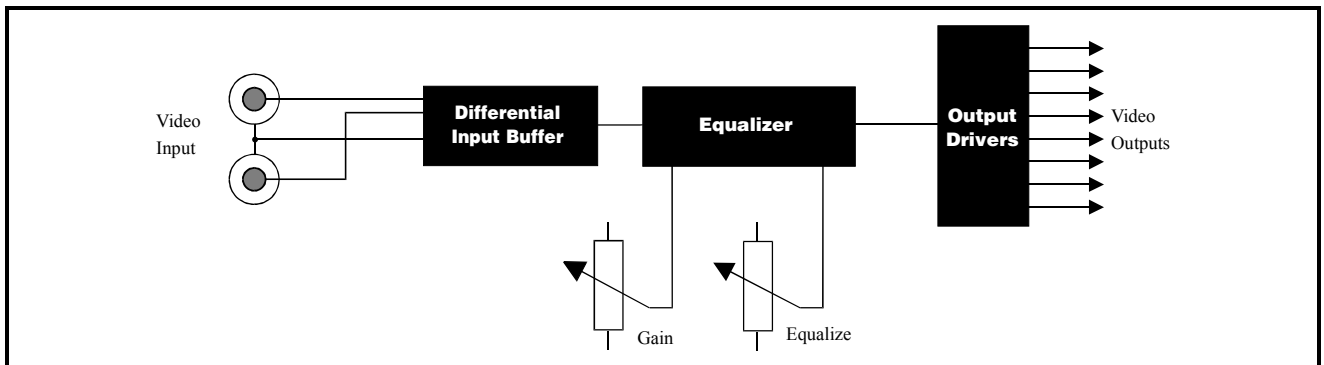 Video
Input
Differential
Input Buffer
Equalizer
Output
Drivers
Video
Outputs
Gain
Equalize